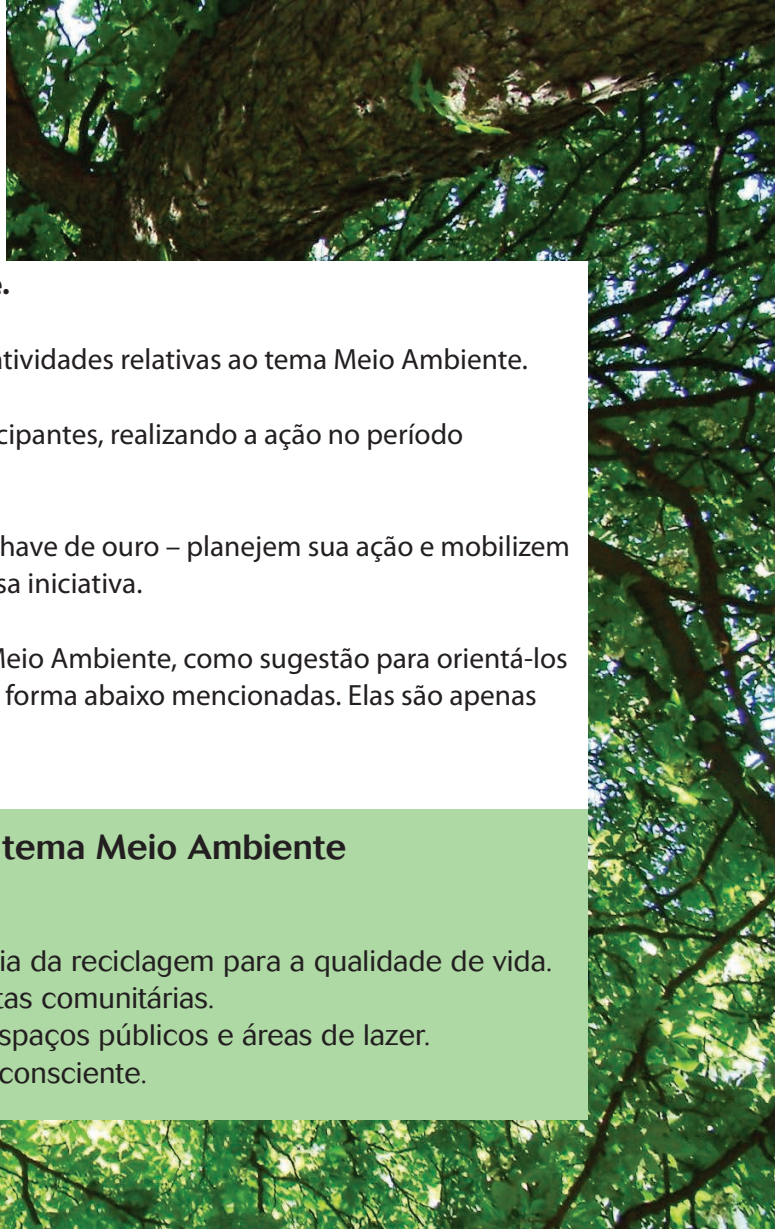 atividades relativas ao tema Meio Ambiente.
cipantes, realizando a ação no período
have de ouro – planejem sua ação e mobilizem
sa iniciativa.
Meio Ambiente, como sugestão para orientá-los
forma abaixo mencionadas. Elas são apenas
tema Meio Ambiente
ia da reciclagem para a qualidade de vida.
tas comunitárias.
spaços públicos e áreas de lazer.
consciente.